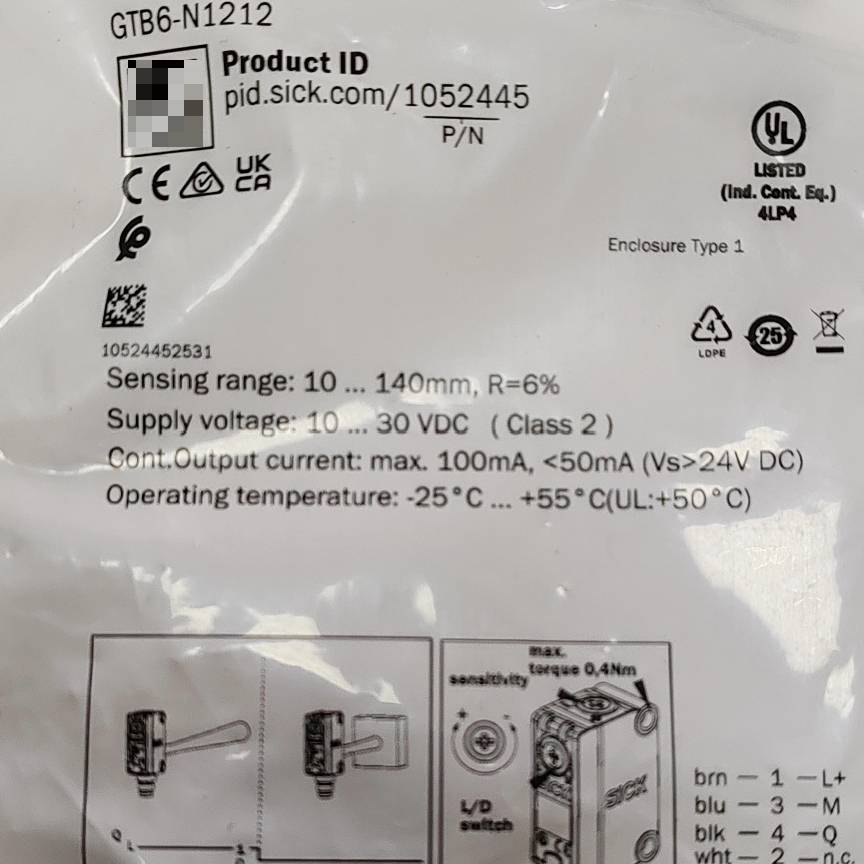 GTB6-N1212
Product ID
pid.sick.com/1052445
P/N
UL
LISTED
(Ind. Cont. Eq.)
4LP4
CE
UK
CA
Enclosure Type 1
4
LDPE
25
10524452531
Sensing range: 10 ... 140mm, R=6%
Supply voltage: 10 ... 30 VDC ( Class 2 )
Cont.Output current: max. 100mA, <50mA (Vs>24V DC)
Operating temperature: -25°C ... +55°C(UL:+50°C)
max.
torque 0,4Nm
sensitivity
+ -
L/D
switch
SICK
Q
L
1
brn — 1 — L+
blu — 3 — M
blk — 4 — Q
wht — 2 — n.c.